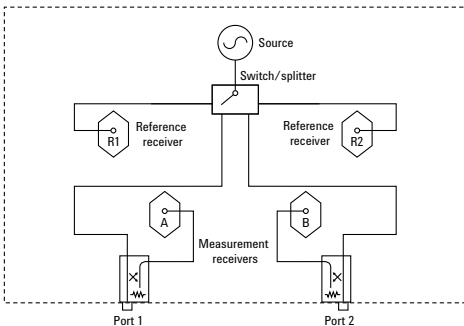 Source
Switch/splitter
Reference
receiver
R1
Reference
receiver
R2
A
B
Measurement
receivers
Port 1
Port 2